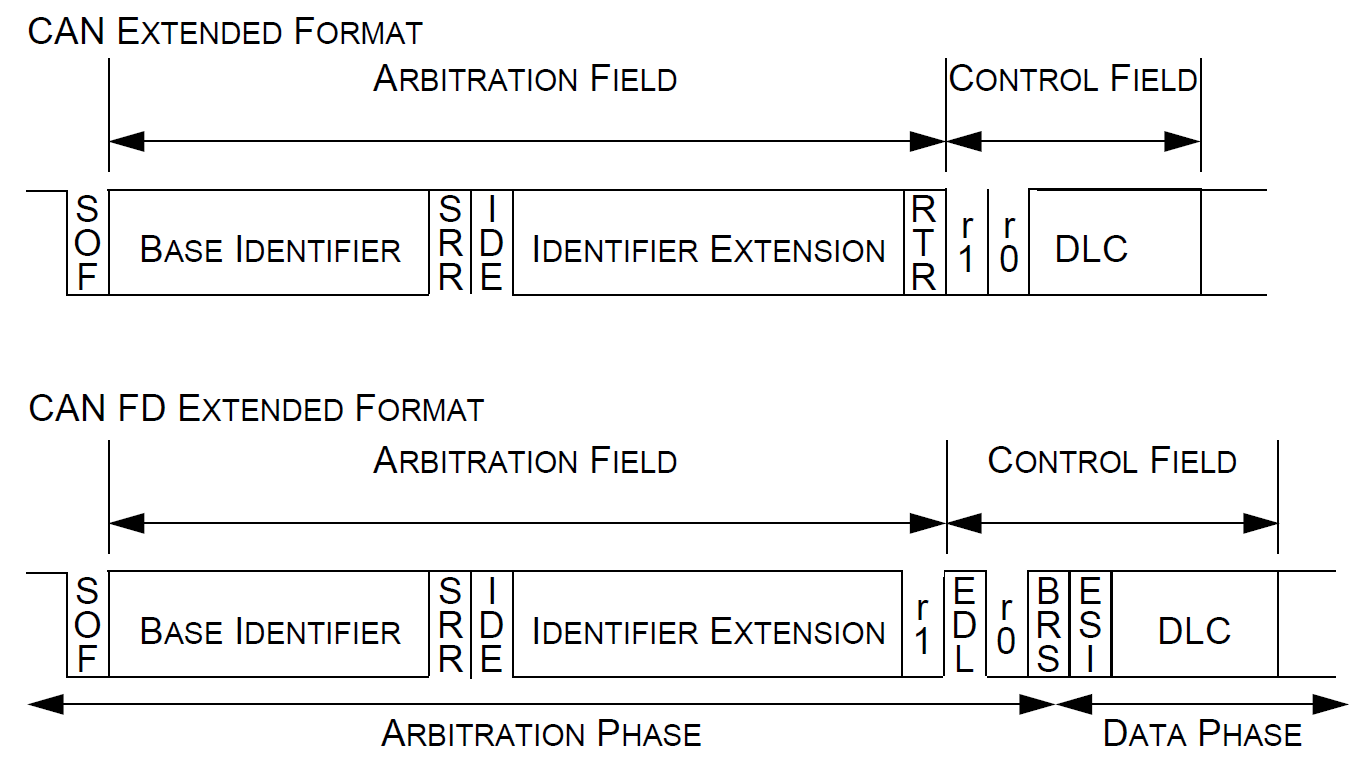 CAN EXTENDED FORMAT
ARBITRATION FIELD CONTROL FIELD
SOF BASE IDENTIFIER SRR IDE IDENTIFIER EXTENSION RTR r1 r0 DLC
CAN FD EXTENDED FORMAT
ARBITRATION FIELD CONTROL FIELD
SOF BASE IDENTIFIER SRR IDE IDENTIFIER EXTENSION r1 EDL r0 BRS ESI DLC
ARBITRATION PHASE DATA PHASE